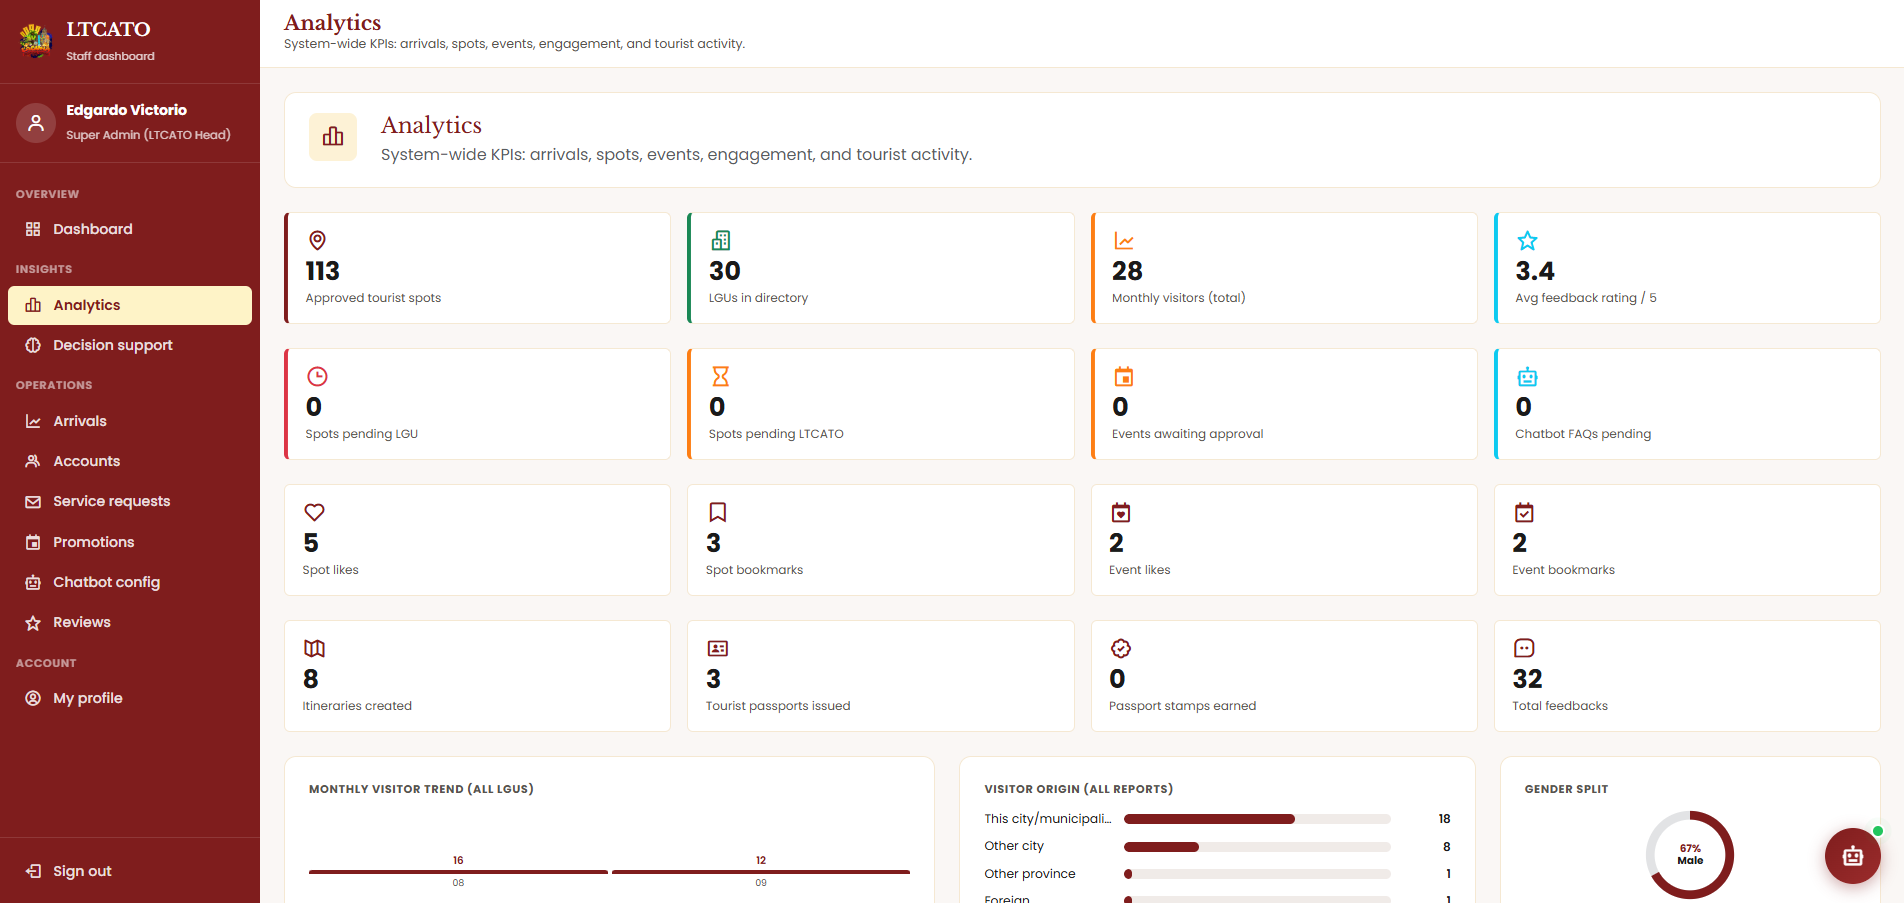 LTCATO
Staff dashboard
Edgardo Victorio
Super Admin (LTCATO Head)
OVERVIEW
Dashboard
INSIGHTS
Analytics
Decision support
OPERATIONS
Arrivals
Accounts
Service requests
Promotions
Chatbot config
Reviews
ACCOUNT
My profile
Sign out
Analytics
System-wide KPIs: arrivals, spots, events, engagement, and tourist activity.
Analytics
System-wide KPIs: arrivals, spots, events, engagement, and tourist activity.
113
Approved tourist spots
30
LGUs in directory
28
Monthly visitors (total)
3.4
Avg feedback rating / 5
0
Spots pending LGU
0
Spots pending LTCATO
0
Events awaiting approval
0
Chatbot FAQs pending
5
Spot likes
3
Spot bookmarks
2
Event likes
2
Event bookmarks
8
Itineraries created
3
Tourist passports issued
0
Passport stamps earned
32
Total feedbacks
MONTHLY VISITOR TREND (ALL LGUS)
16
08
12
09
VISITOR ORIGIN (ALL REPORTS)
This city/municipali... 18
Other city 8
Other province 1
Foreign 1
GENDER SPLIT
67%
Male